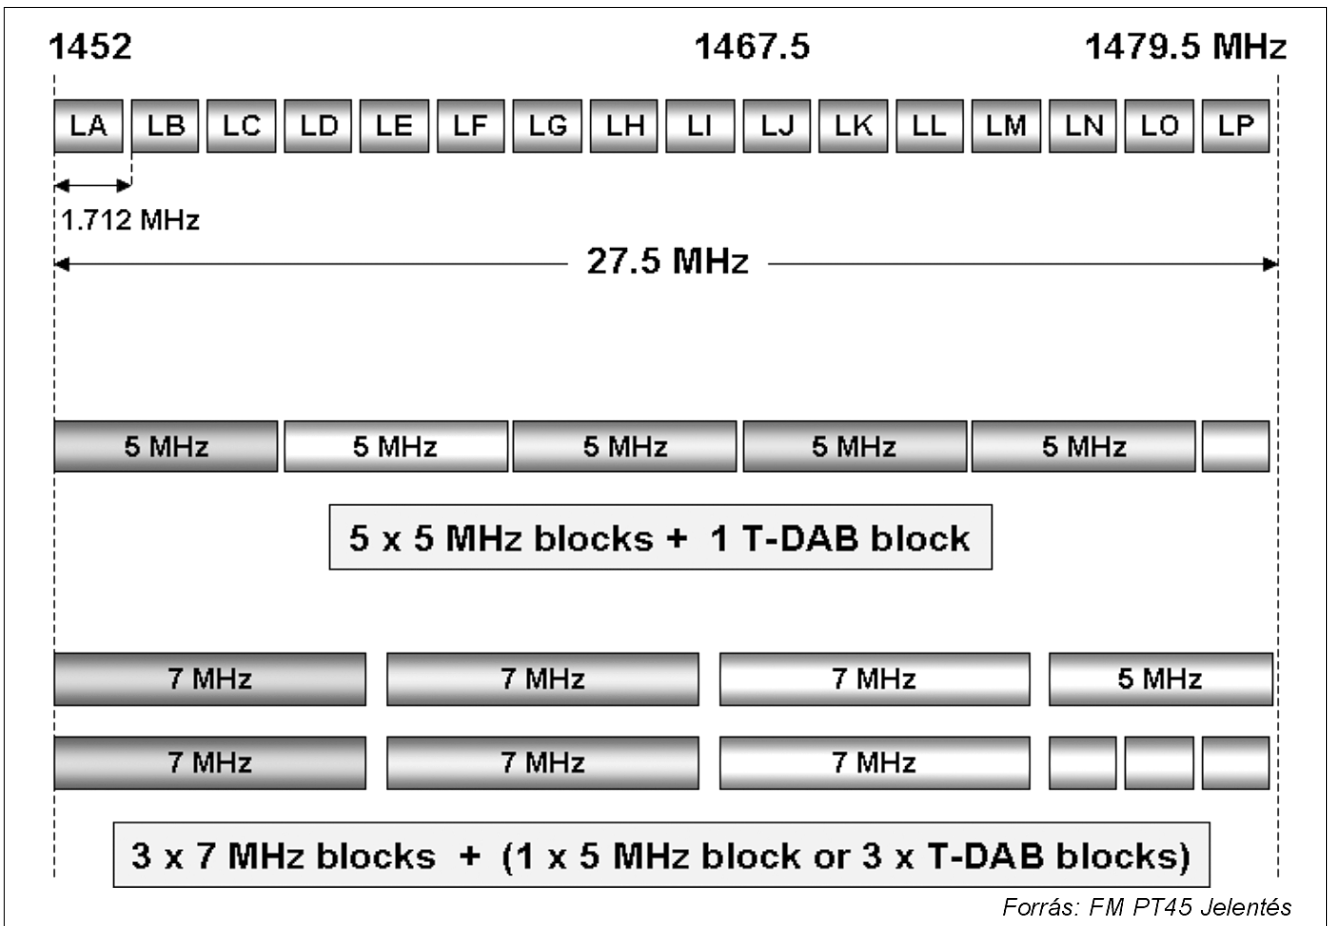 1452 1467.5 1479.5 MHz
LA LB LC LD LE LF LG LH LI LJ LK LL LM LN LO LP
1.712 MHz
27.5 MHz
5 MHz 5 MHz 5 MHz 5 MHz 5 MHz
5 x 5 MHz blocks + 1 T-DAB block
7 MHz 7 MHz 7 MHz 5 MHz
7 MHz 7 MHz 7 MHz
3 x 7 MHz blocks + (1 x 5 MHz block or 3 x T-DAB blocks)
Forrás: FM PT45 Jelentés